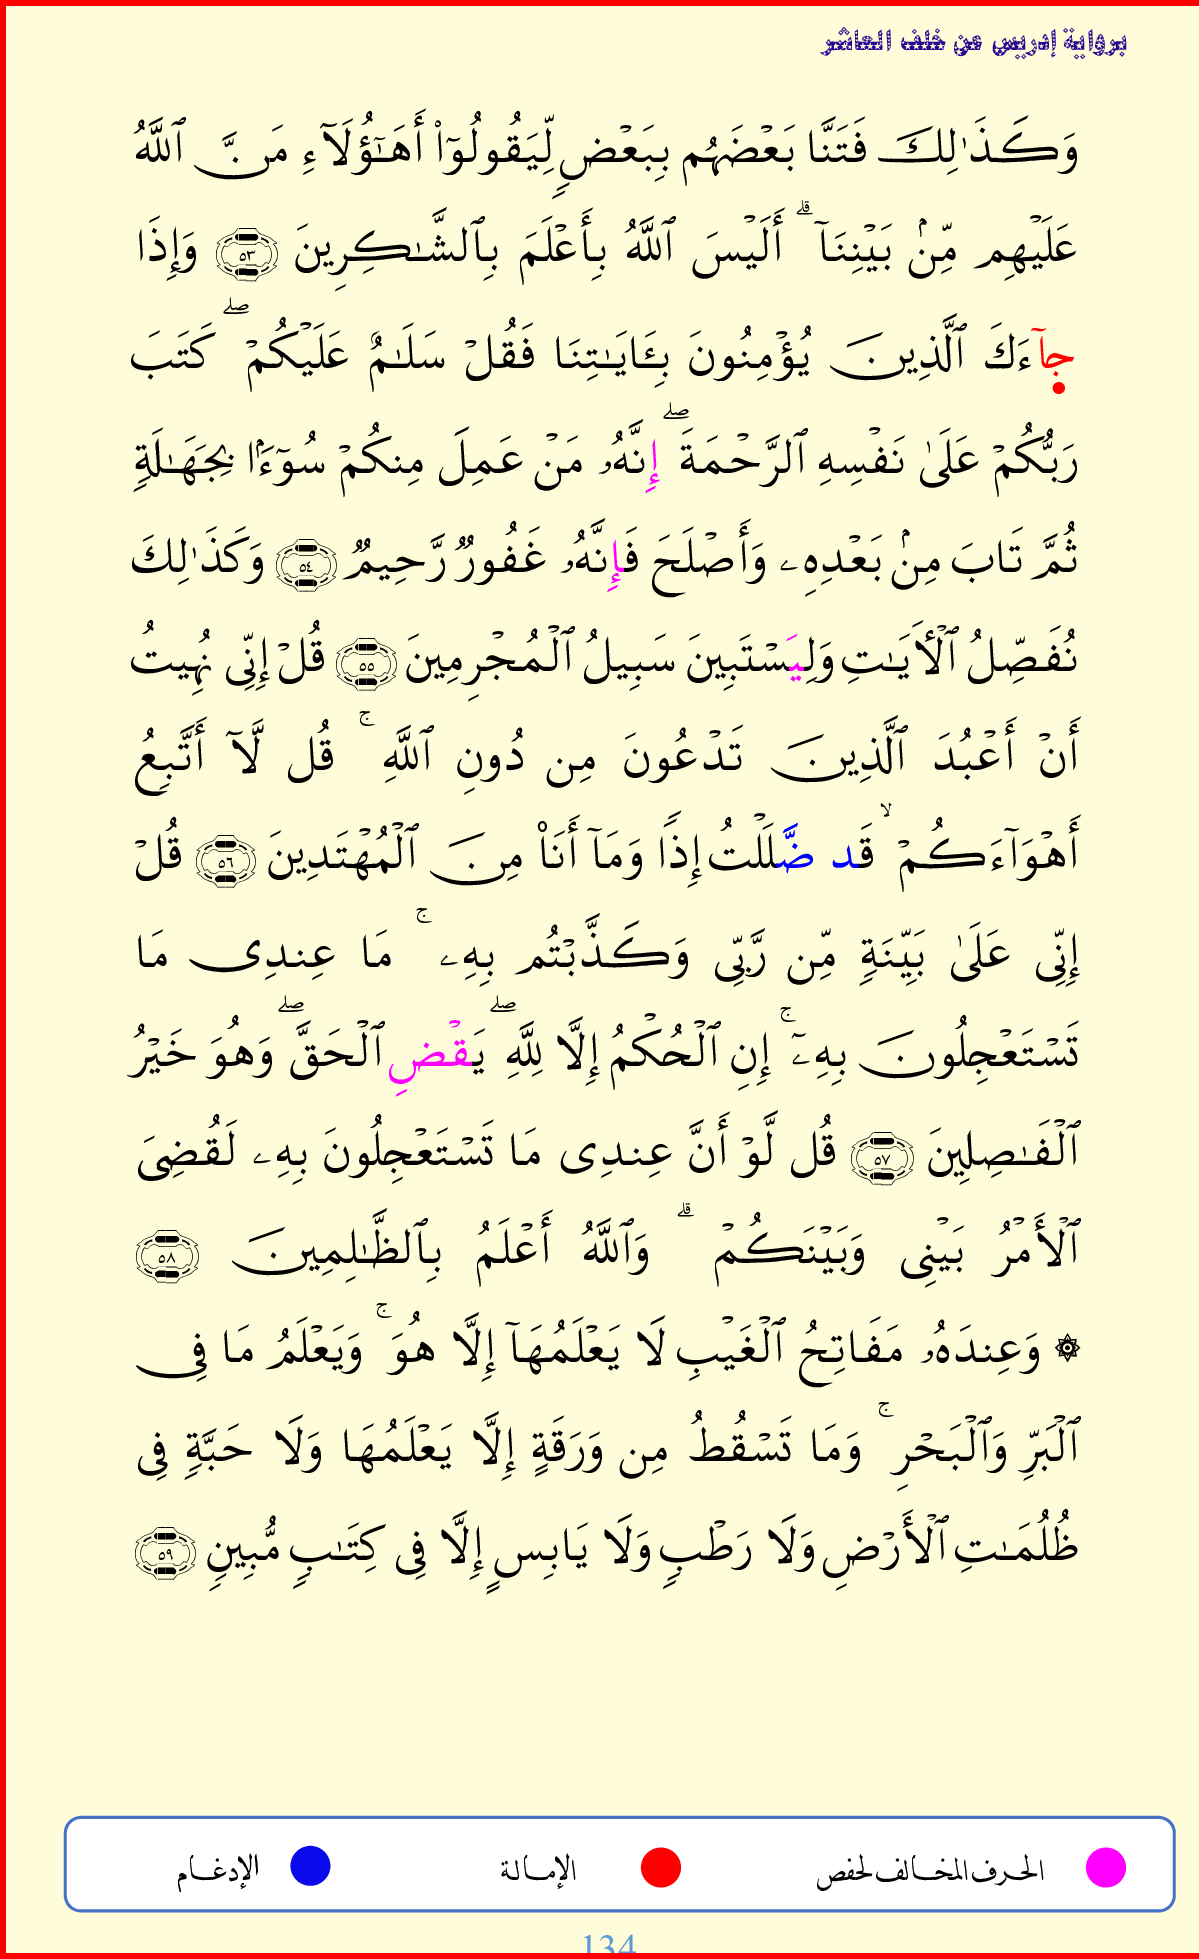 برواية إدريس عن خلف العاشر
وَكَذَٰلِكَ فَتَنَّا بَعْضَهُم بِبَعْضٍ لِّيَقُولُوٓا۟ أَهَـٰٓؤُلَآءِ مَنَّ ٱللَّهُ
عَلَيْهِم مِّنۢ بَيْنِنَآ ۗ أَلَيْسَ ٱللَّهُ بِأَعْلَمَ بِٱلشَّـٰكِرِينَ ٥٣ وَإِذَا
جآءَكَ ٱلَّذِينَ يُؤْمِنُونَ بِـَٔايَـٰتِنَا فَقُلْ سَلَـٰمٌ عَلَيْكُمْ ۖ كَتَبَ
رَبُّكُمْ عَلَىٰ نَفْسِهِ ٱلرَّحْمَةَ ۖ إِنَّهُۥ مَنْ عَمِلَ مِنكُمْ سُوٓءًۢا بِجَهَـٰلَةٍ
ثُمَّ تَابَ مِنۢ بَعْدِهِۦ وَأَصْلَحَ فَإِنَّهُۥ غَفُورٌ رَّحِيمٌ ٥٤ وَكَذَٰلِكَ
نُفَصِّلُ ٱلْـَٔايَـٰتِ وَلِيَسْتَبِينَ سَبِيلُ ٱلْمُجْرِمِينَ ٥٥ قُلْ إِنِّى نُهِيتُ
أَنْ أَعْبُدَ ٱلَّذِينَ تَدْعُونَ مِن دُونِ ٱللَّهِ ۚ قُل لَّآ أَتَّبِعُ
أَهْوَآءَكُمْ ۙ قَد ضَّلَلْتُ إِذًا وَمَآ أَنَا۠ مِنَ ٱلْمُهْتَدِينَ ٥٦ قُلْ
إِنِّى عَلَىٰ بَيِّنَةٍ مِّن رَّبِّى وَكَذَّبْتُم بِهِۦ ۚ مَا عِندِى مَا
تَسْتَعْجِلُونَ بِهِۦٓ ۚ إِنِ ٱلْحُكْمُ إِلَّا لِلَّهِ ۖ يَقْضِ ٱلْحَقَّ ۖ وَهُوَ خَيْرُ
ٱلْفَـٰصِلِينَ ٥٧ قُل لَّوْ أَنَّ عِندِى مَا تَسْتَعْجِلُونَ بِهِۦ لَقُضِىَ
ٱلْأَمْرُ بَيْنِى وَبَيْنَكُمْ ۗ وَٱللَّهُ أَعْلَمُ بِٱلظَّـٰلِمِينَ ٥٨
۞ وَعِندَهُۥ مَفَاتِحُ ٱلْغَيْبِ لَا يَعْلَمُهَآ إِلَّا هُوَ ۚ وَيَعْلَمُ مَا فِى
ٱلْبَرِّ وَٱلْبَحْرِ ۚ وَمَا تَسْقُطُ مِن وَرَقَةٍ إِلَّا يَعْلَمُهَا وَلَا حَبَّةٍ فِى
ظُلُمَـٰتِ ٱلْأَرْضِ وَلَا رَطْبٍ وَلَا يَابِسٍ إِلَّا فِى كِتَـٰبٍ مُّبِينٍ ٥٩
الحرف المخالف لحفص الإمالة الإدغام
134